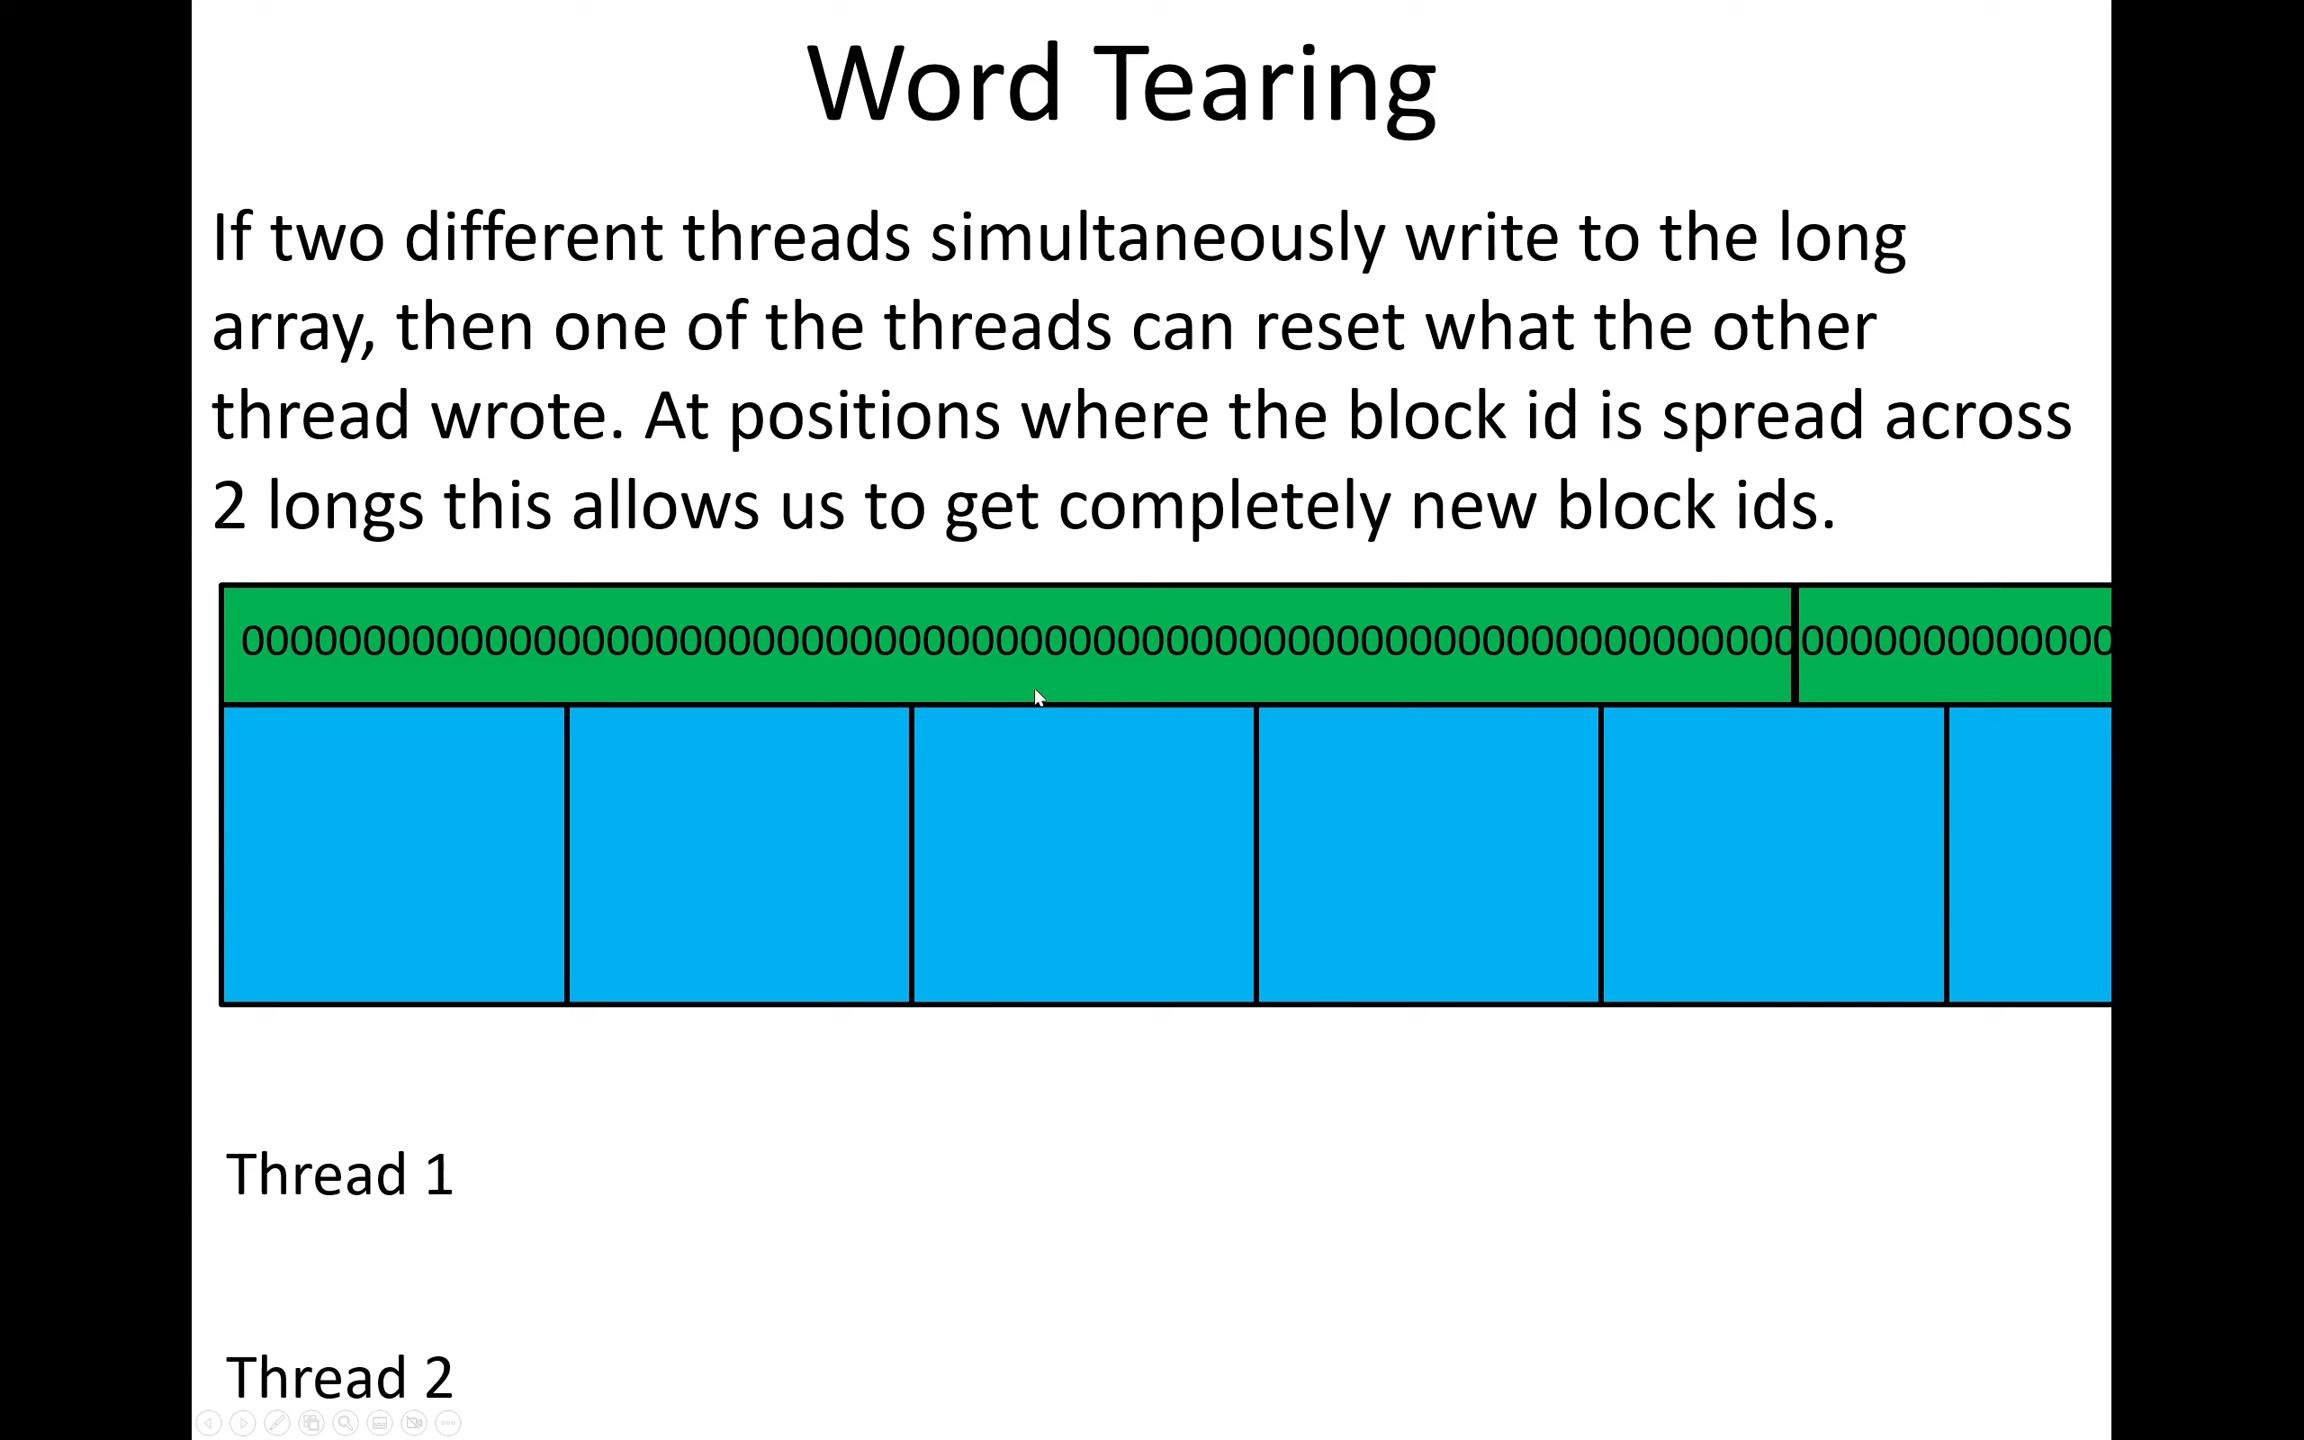 Word Tearing
If two different threads simultaneously write to the long
array, then one of the threads can reset what the other
thread wrote. At positions where the block id is spread across
2 longs this allows us to get completely new block ids.
0000000000000000000000000000000000000000000000000000000000000000 0000000000000
Thread 1
Thread 2